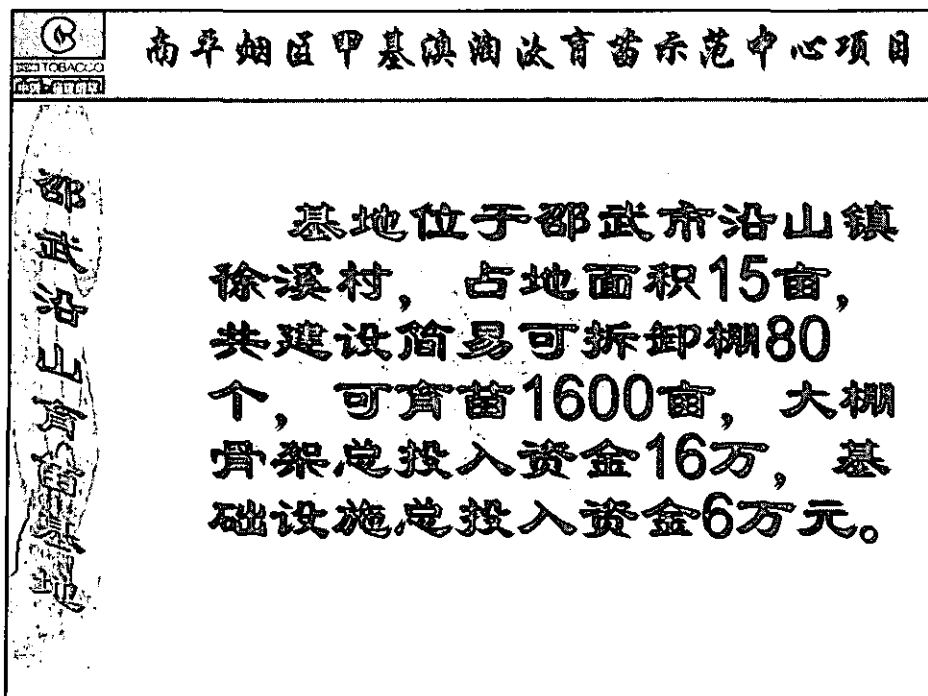 TOBACCO
南平烟区甲基溴淘汰育苗示范中心项目
邵武沿山育苗基地
基地位于邵武市沿山镇
徐溪村，占地面积15亩，
共建设简易可拆卸棚80
个，可育苗1600亩，大棚
骨架总投入资金16万，基
础设施总投入资金6万元。